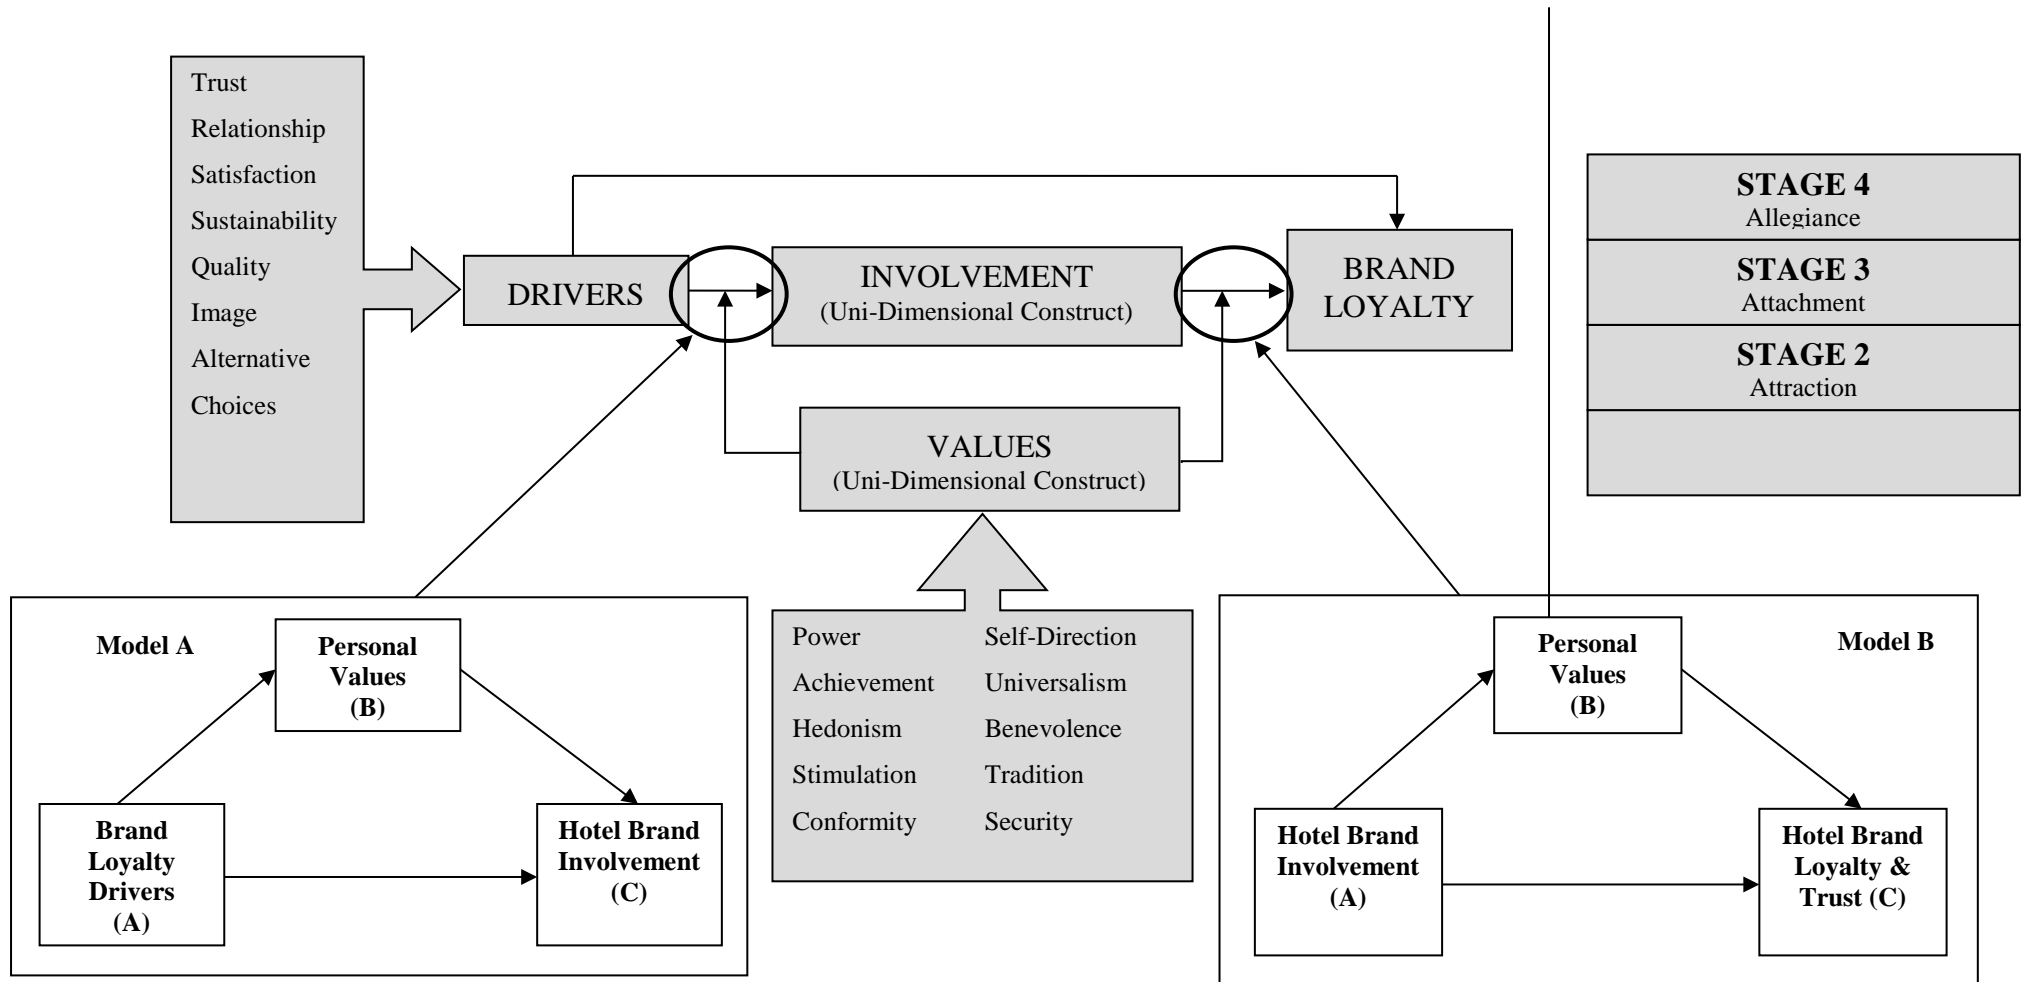 Trust
Relationship
Satisfaction
Sustainability
Quality
Image
Alternative
Choices
DRIVERS
INVOLVEMENT
(Uni-Dimensional Construct)
BRAND
LOYALTY
VALUES
(Uni-Dimensional Construct)
STAGE 4
Allegiance
STAGE 3
Attachment
STAGE 2
Attraction
Model A
Personal
Values
(B)
Brand
Loyalty
Drivers
(A)
Hotel Brand
Involvement
(C)
Power
Self-Direction
Achievement
Universalism
Hedonism
Benevolence
Stimulation
Tradition
Conformity
Security
Model B
Personal
Values
(B)
Hotel Brand
Involvement
(A)
Hotel Brand
Loyalty &
Trust (C)